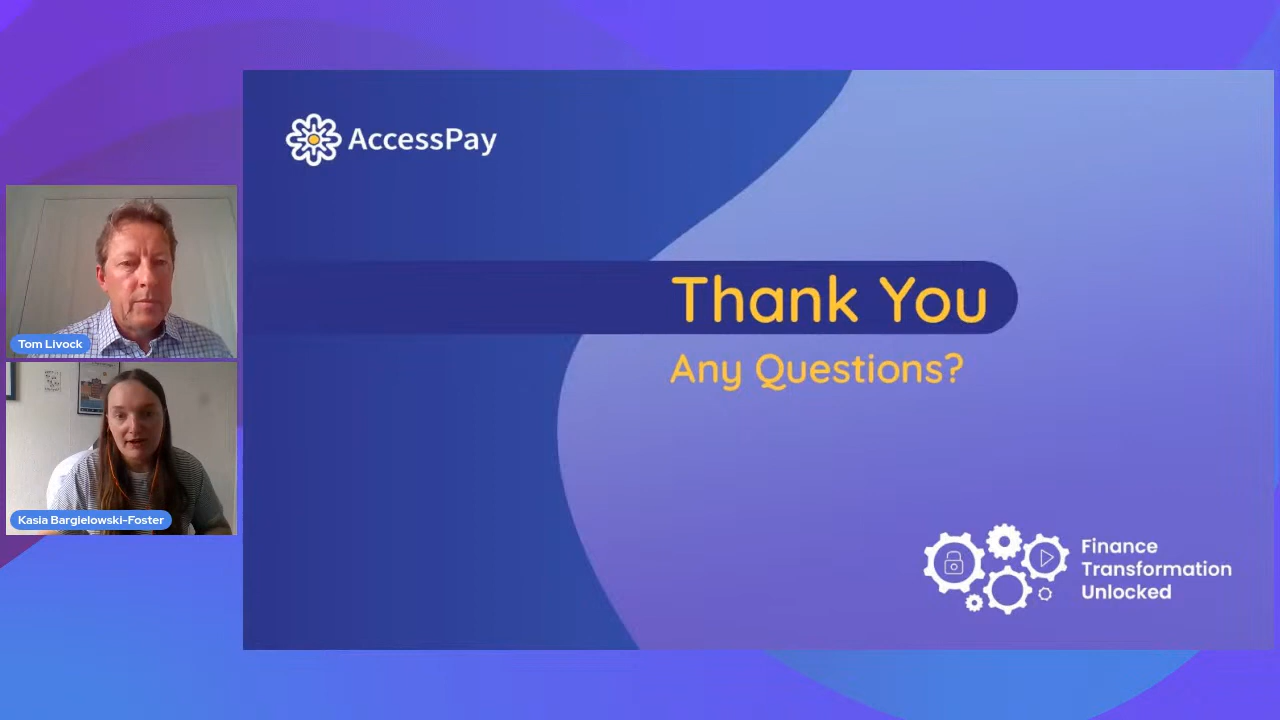 AccessPay
Tom Livock
Kasia Bargielowski-Foster
Thank You
Any Questions?
Finance
Transformation
Unlocked